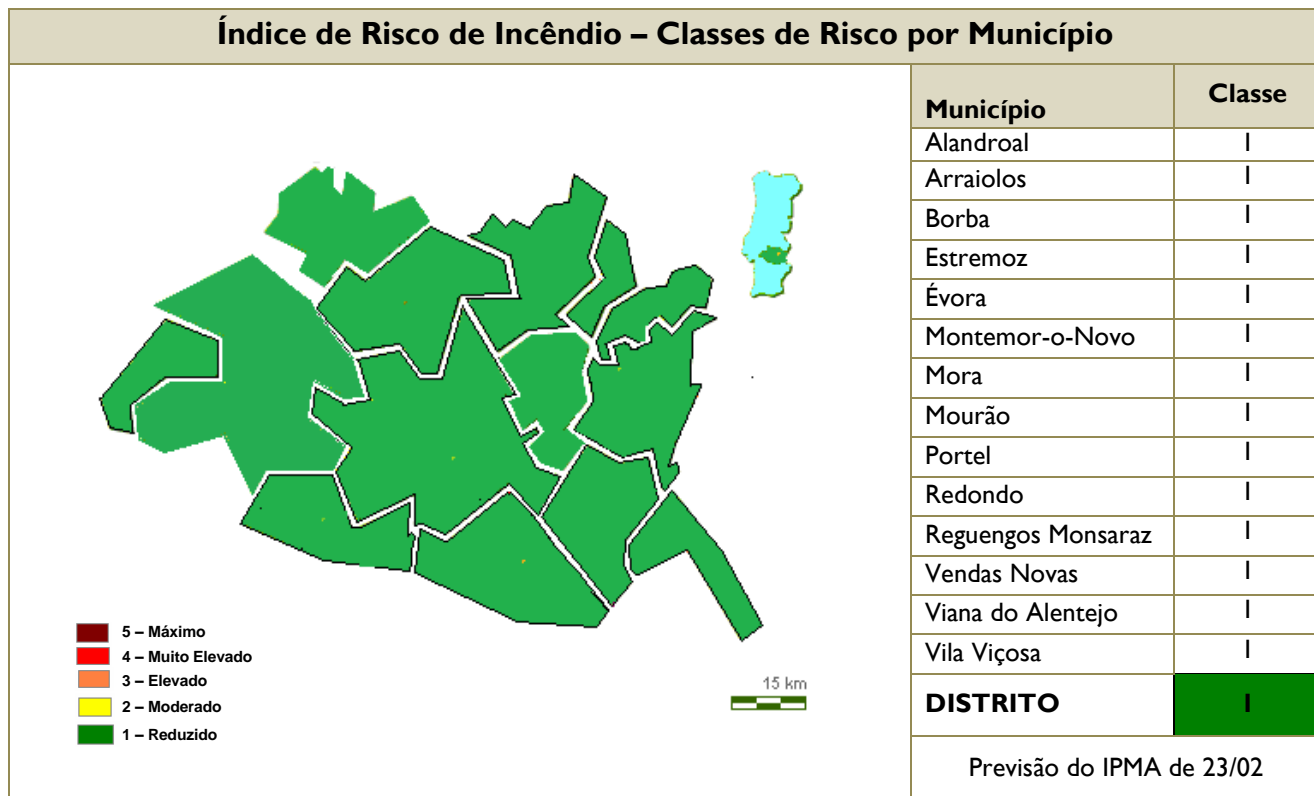 Índice de Risco de Incêndio – Classes de Risco por Município
Município Classe
Alandroal 1
Arraiolos 1
Borba 1
Estremoz 1
Évora 1
Montemor-o-Novo 1
Mora 1
Mourão 1
Portel 1
Redondo 1
Reguengos Monsaraz 1
Vendas Novas 1
Viana do Alentejo 1
Vila Viçosa 1
DISTRITO 1
Previsão do IPMA de 23/02
5 – Máximo
4 – Muito Elevado
3 – Elevado
2 – Moderado
1 – Reduzido
15 km